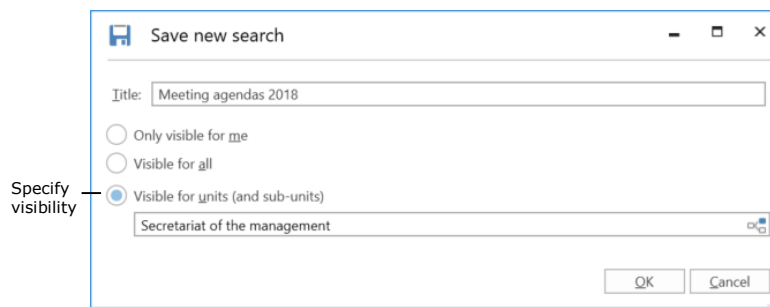 Save new search
Title: Meeting agendas 2018
Only visible for me
Visible for all
Specify
visibility
Visible for units (and sub-units)
Secretariat of the management
OK Cancel